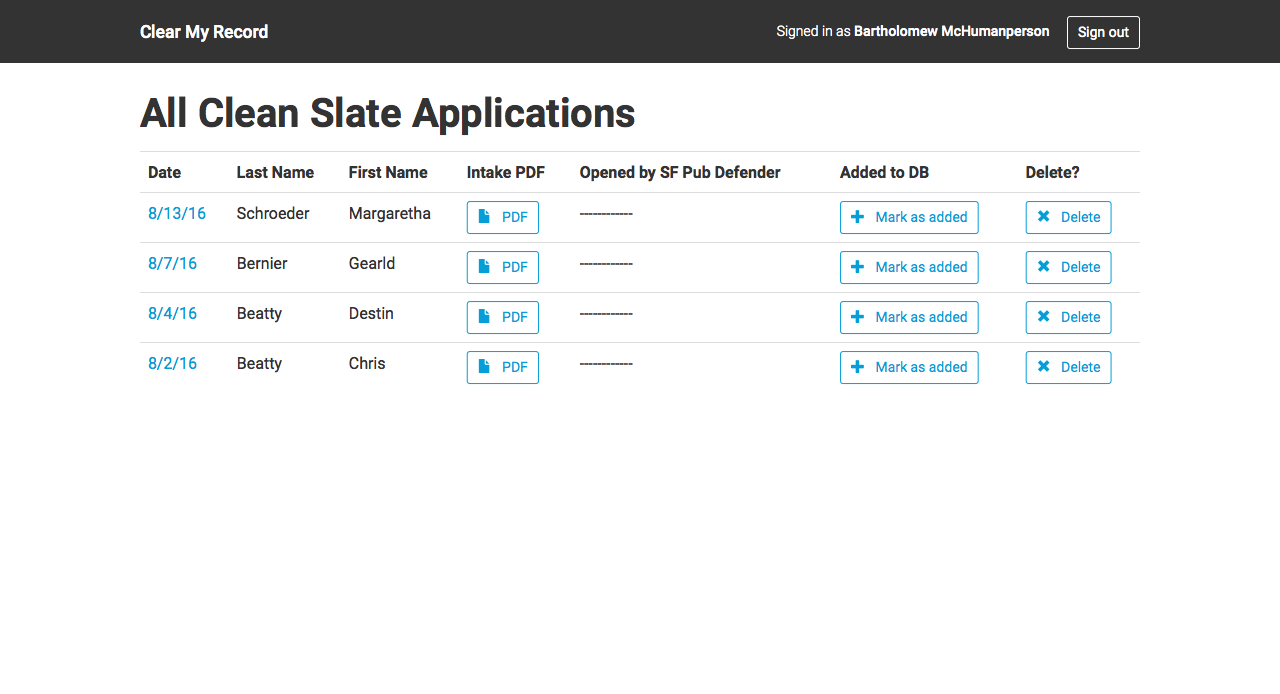 Clear My Record Signed in as Bartholomew McHumanperson Sign out
All Clean Slate Applications
Date Last Name First Name Intake PDF Opened by SF Pub Defender Added to DB Delete?
8/13/16 Schroeder Margaretha PDF ------------ Mark as added Delete
8/7/16 Bernier Gearld PDF ------------ Mark as added Delete
8/4/16 Beatty Destin PDF ------------ Mark as added Delete
8/2/16 Beatty Chris PDF ------------ Mark as added Delete